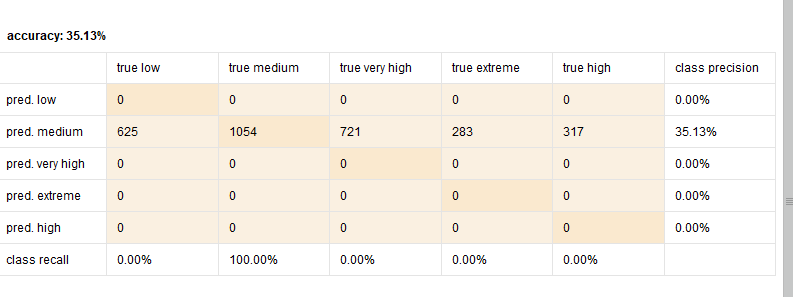 accuracy: 35.13%
true low true medium true very high true extreme true high class precision
pred. low 0 0 0 0 0 0.00%
pred. medium 625 1054 721 283 317 35.13%
pred. very high 0 0 0 0 0 0.00%
pred. extreme 0 0 0 0 0 0.00%
pred. high 0 0 0 0 0 0.00%
class recall 0.00% 100.00% 0.00% 0.00% 0.00%